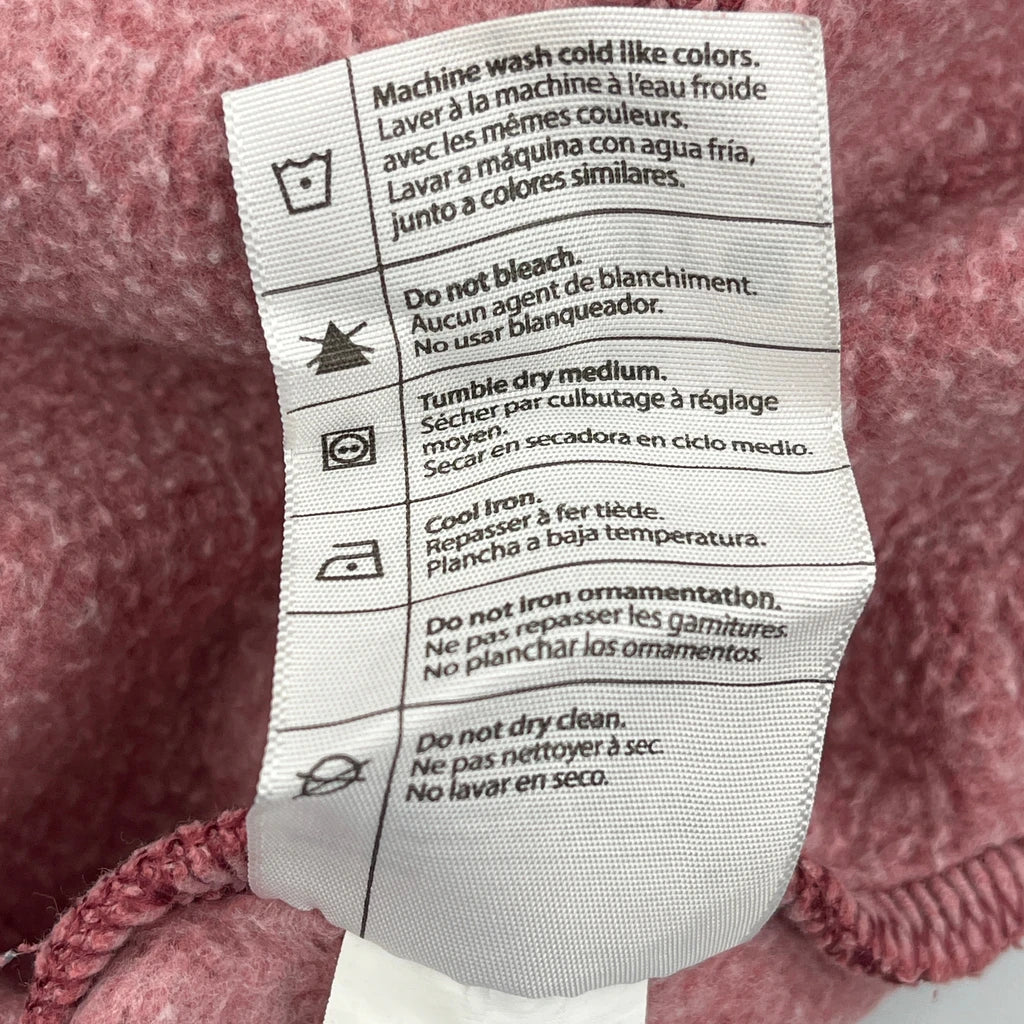 Machine wash cold like colors.
Laver à la machine à l'eau froide
avec les mêmes couleurs.
Lavar a máquina con agua fría,
junto a colores similares.
Do not bleach.
Aucun agent de blanchiment.
No usar blanqueador.
Tumble dry medium.
Sécher par culbutage à réglage
moyen.
Secar en secadora en ciclo medio.
Cool iron.
Repasser à fer tiède.
Plancha a baja temperatura.
Do not iron ornamentation.
Ne pas repasser les garnitures.
No planchar los ornamentos.
Do not dry clean.
Ne pas nettoyer à sec.
No lavar en seco.